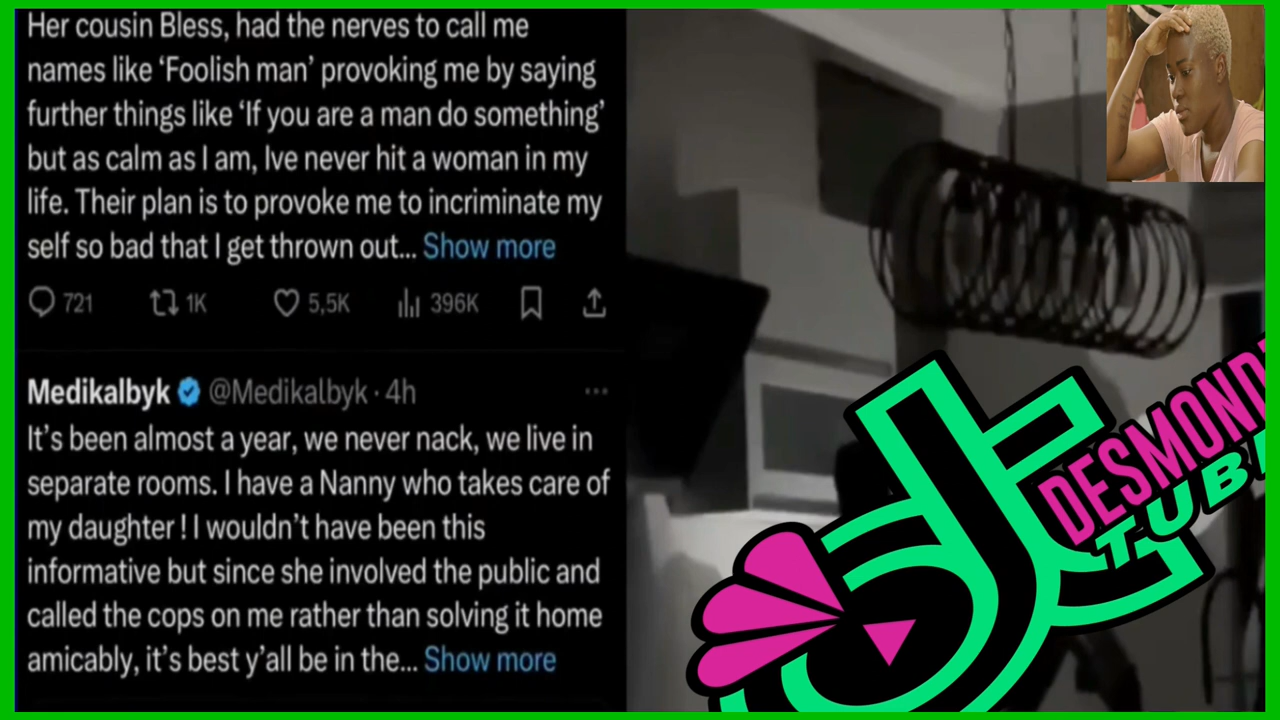 Her cousin Bless, had the nerves to call me
names like ‘Foolish man’ provoking me by saying
further things like ‘If you are a man do something’
but as calm as I am, Ive never hit a woman in my
life. Their plan is to provoke me to incriminate my
self so bad that I get thrown out... Show more
721 1K 5,5K 396K
Medikalbyk @Medikalbyk · 4h
It’s been almost a year, we never nack, we live in
separate rooms. I have a Nanny who takes care of
my daughter ! I wouldn’t have been this
informative but since she involved the public and
called the cops on me rather than solving it home
amicably, it’s best y’all be in the... Show more
DESMOND
TUB